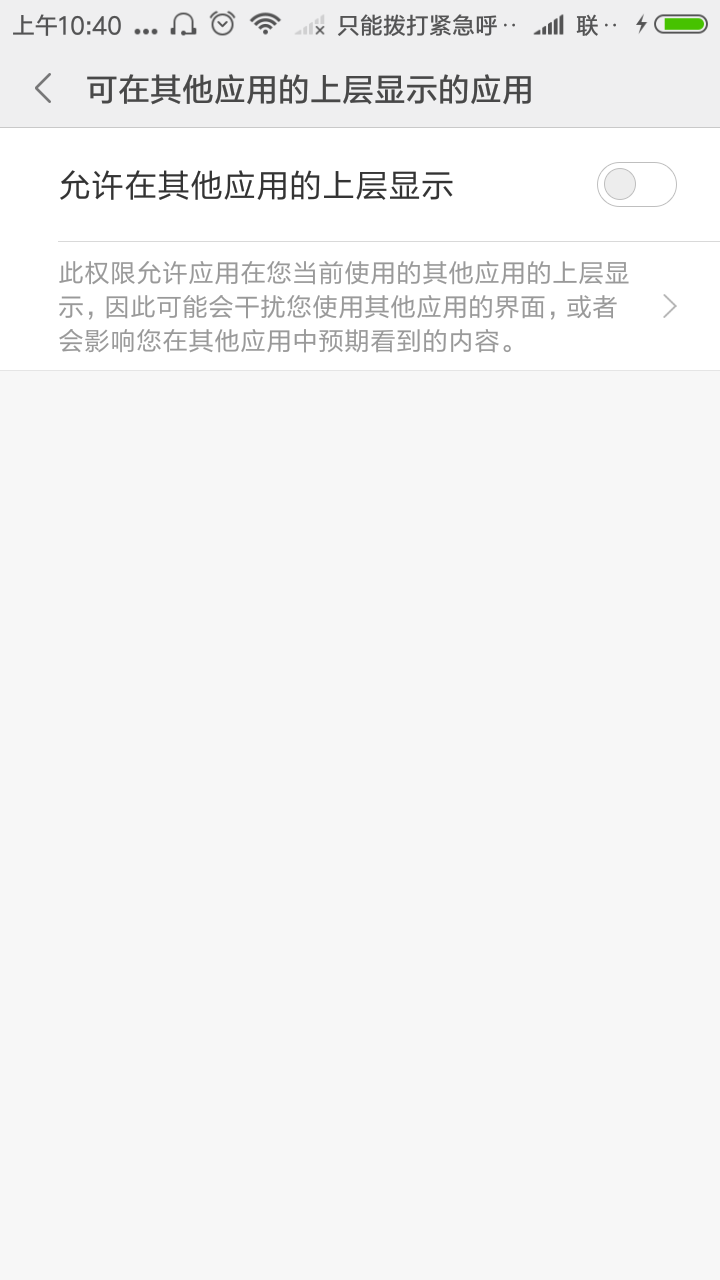 上午10:40 ... 只能拨打紧急呼·· 联··
可在其他应用的上层显示的应用
允许在其他应用的上层显示
此权限允许应用在您当前使用的其他应用的上层显
示，因此可能会干扰您使用其他应用的界面，或者
会影响您在其他应用中预期看到的内容。